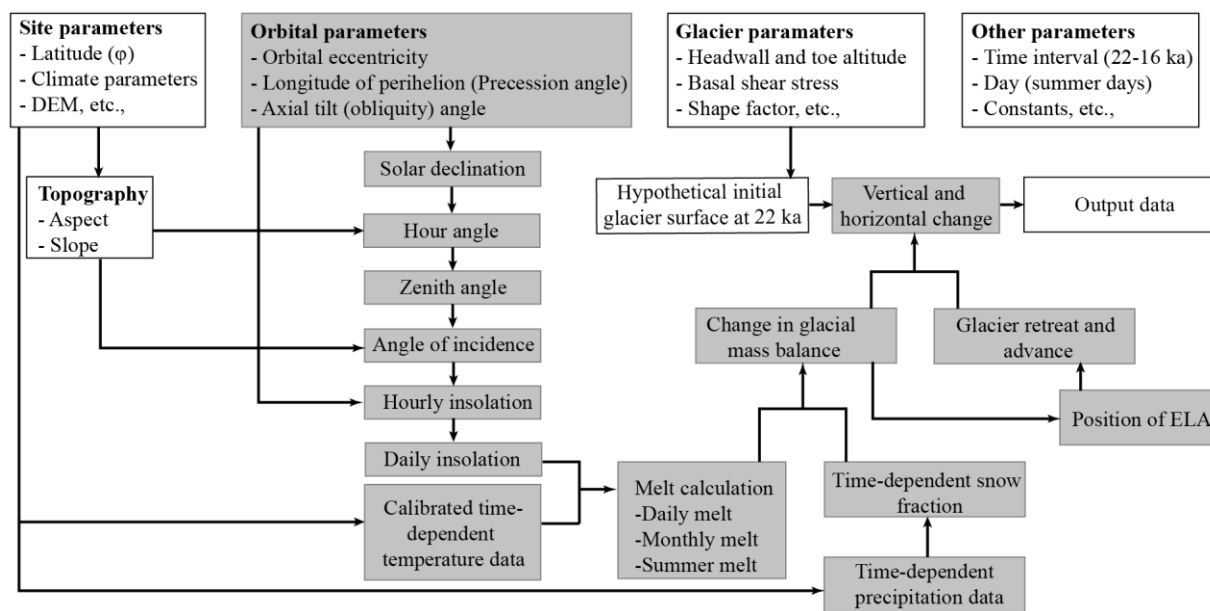 Site parameters
- Latitude (φ)
- Climate parameters
- DEM, etc.,
Orbital parameters
- Orbital eccentricity
- Longitude of perihelion (Precession angle)
- Axial tilt (obliquity) angle
Glacier paramaters
- Headwall and toe altitude
- Basal shear stress
- Shape factor, etc.,
Other parameters
- Time interval (22-16 ka)
- Day (summer days)
- Constants, etc.,
Topography
- Aspect
- Slope
Solar declination
Hour angle
Zenith angle
Angle of incidence
Hourly insolation
Daily insolation
Calibrated time-
dependent
temperature data
Hypothetical initial
glacier surface at 22 ka
Vertical and
horizontal change
Output data
Change in glacial
mass balance
Glacier retreat and
advance
Position of ELA
Melt calculation
-Daily melt
-Monthly melt
-Summer melt
Time-dependent snow
fraction
Time-dependent
precipitation data